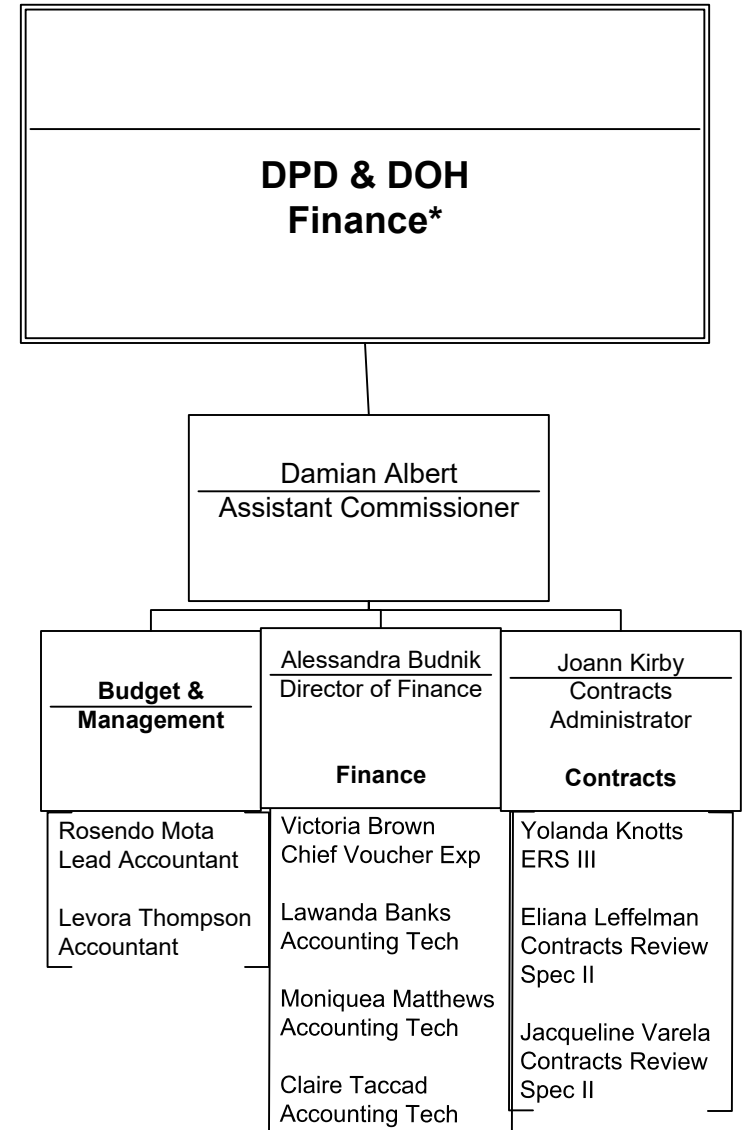 DPD & DOH
Finance*
Damian Albert
Assistant Commissioner
Budget &
Management
Alessandra Budnik
Director of Finance
Finance
Joann Kirby
Contracts
Administrator
Contracts
Rosendo Mota
Lead Accountant
Levora Thompson
Accountant
Victoria Brown
Chief Voucher Exp
Lawanda Banks
Accounting Tech
Moniquea Matthews
Accounting Tech
Claire Taccad
Accounting Tech
Yolanda Knotts
ERS III
Eliana Leffelman
Contracts Review
Spec II
Jacqueline Varela
Contracts Review
Spec II